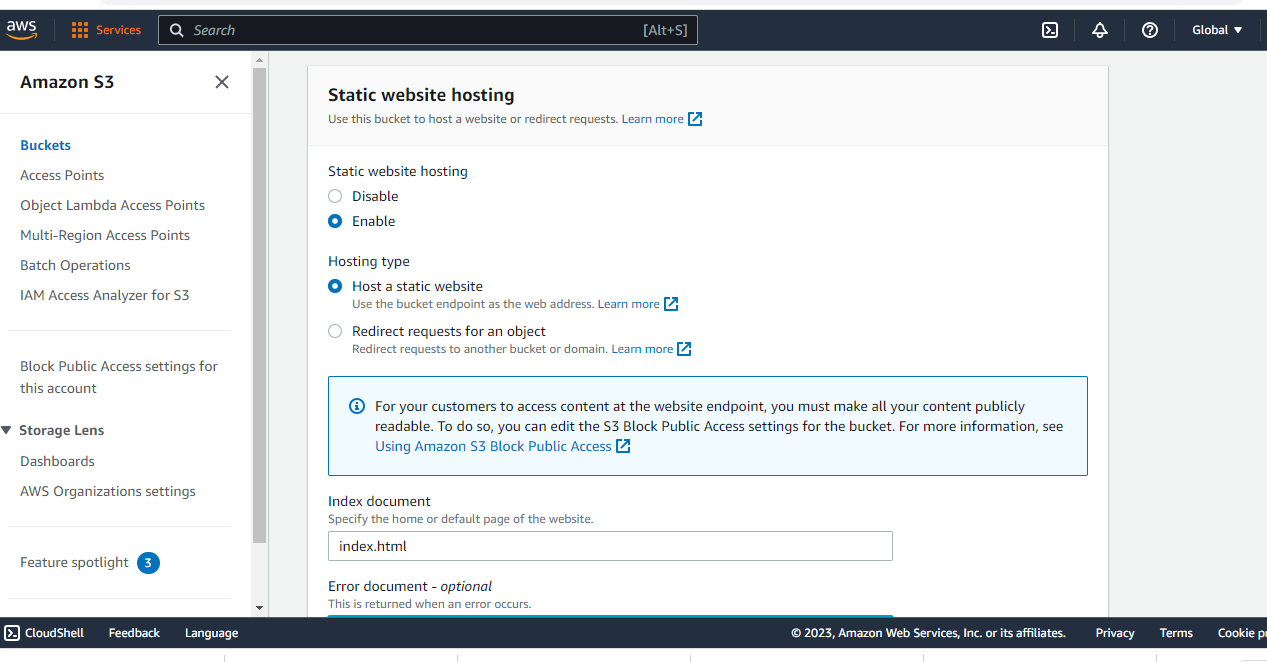 aws
Services
Search
[Alt+S]
Global
Amazon S3
Buckets
Access Points
Object Lambda Access Points
Multi-Region Access Points
Batch Operations
IAM Access Analyzer for S3
Block Public Access settings for
this account
Storage Lens
Dashboards
AWS Organizations settings
Feature spotlight 3
Static website hosting
Use this bucket to host a website or redirect requests. Learn more
Static website hosting
Disable
Enable
Hosting type
Host a static website
Use the bucket endpoint as the web address. Learn more
Redirect requests for an object
Redirect requests to another bucket or domain. Learn more
For your customers to access content at the website endpoint, you must make all your content publicly
readable. To do so, you can edit the S3 Block Public Access settings for the bucket. For more information, see
Using Amazon S3 Block Public Access
Index document
Specify the home or default page of the website.
index.html
Error document - optional
This is returned when an error occurs.
CloudShell
Feedback
Language
© 2023, Amazon Web Services, Inc. or its affiliates.
Privacy
Terms
Cookie